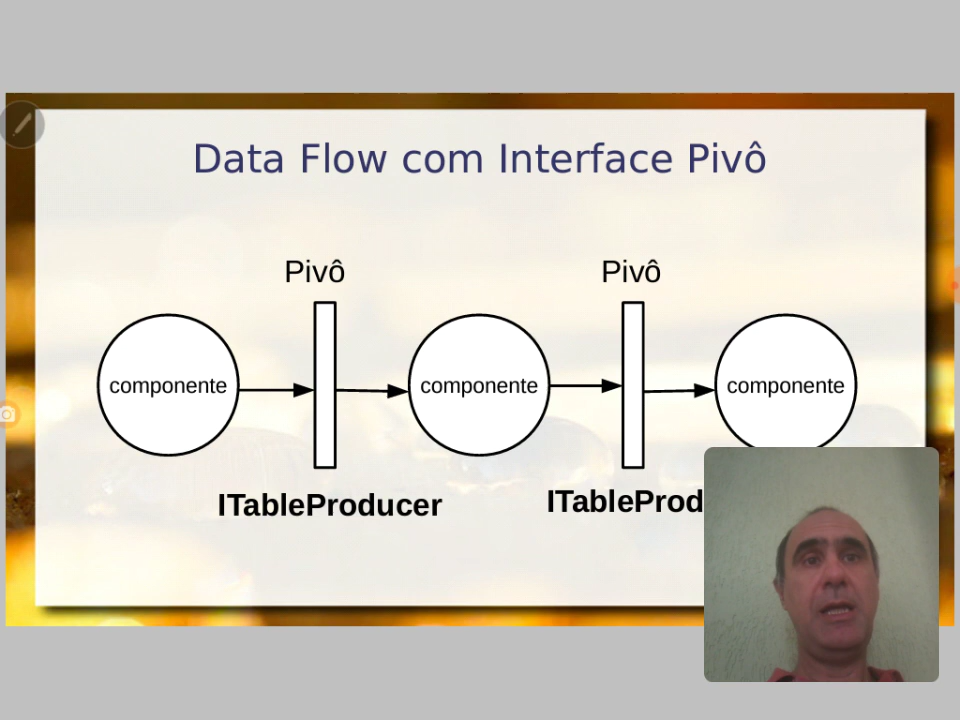 Data Flow com Interface Pivô
Pivô Pivô
componente componente componente
ITableProducer ITableProd